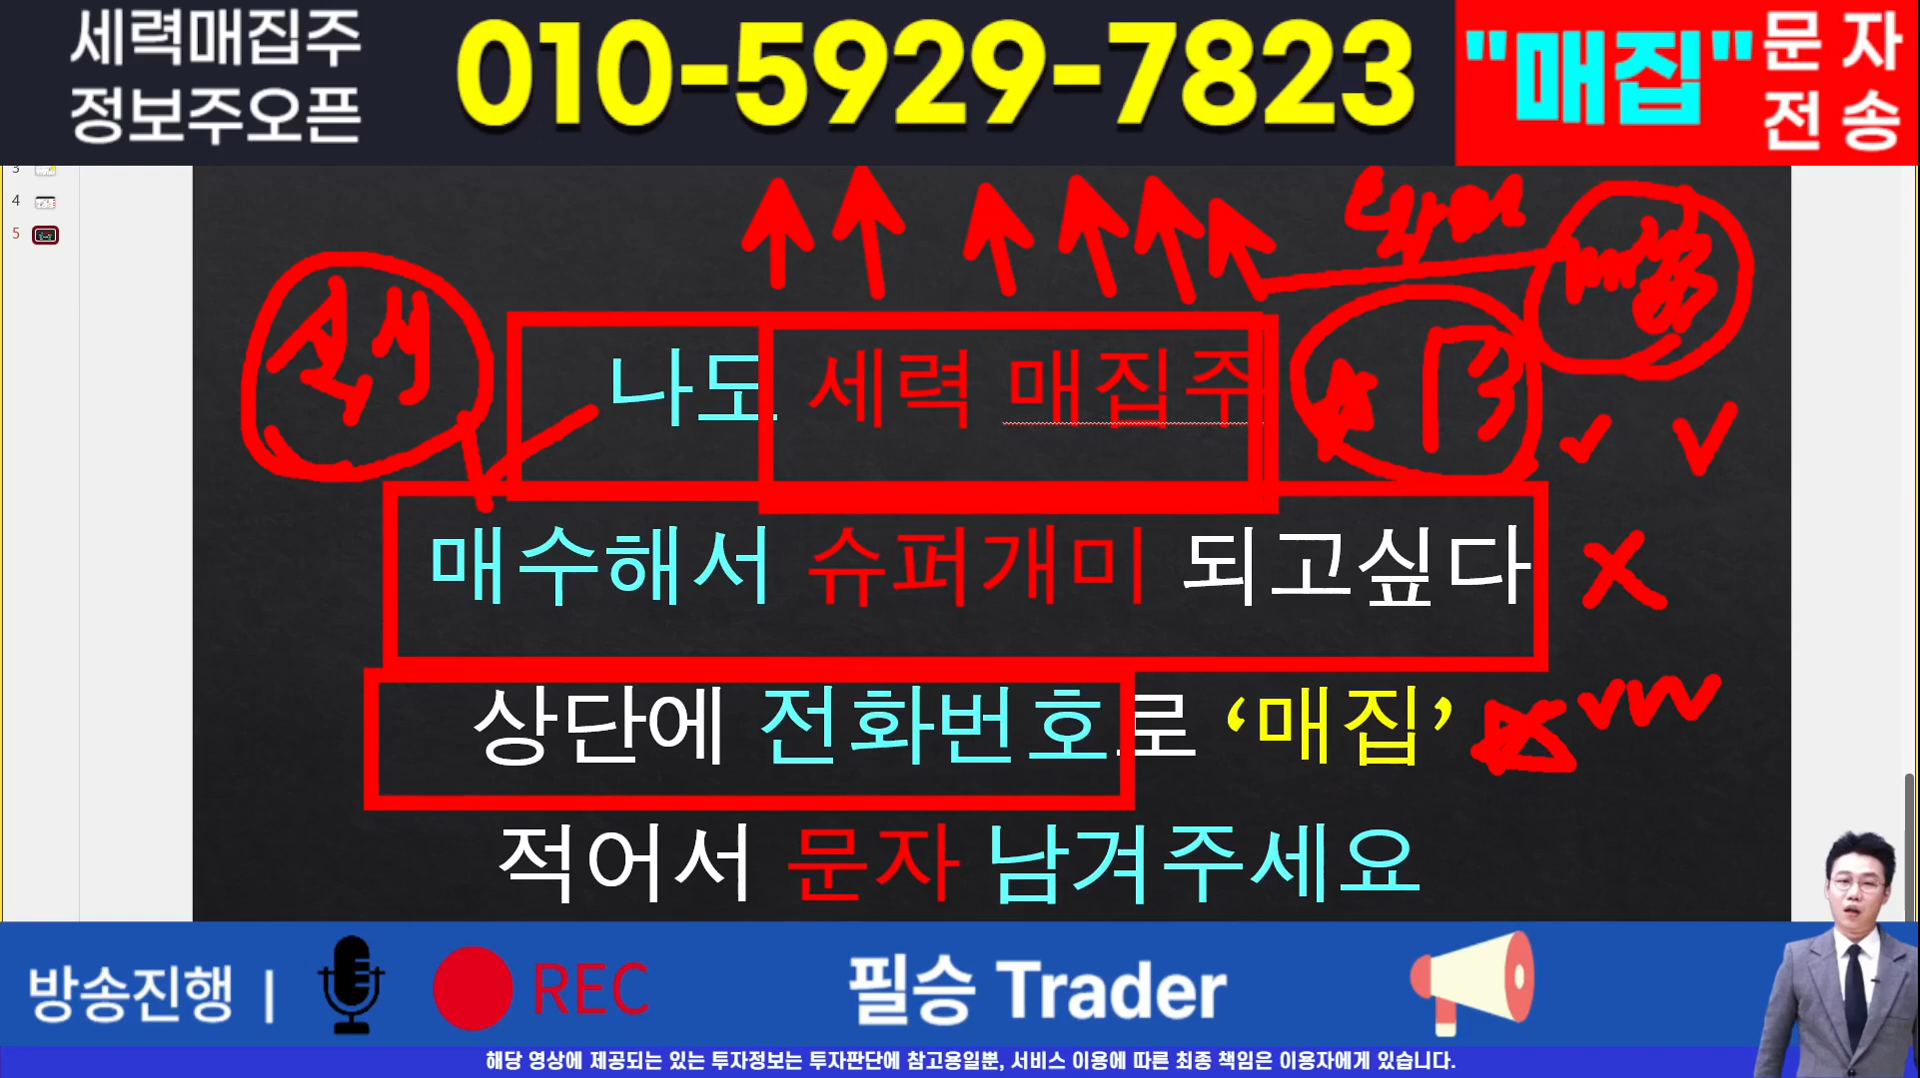 세력매집주
정보주오픈
010-5929-7823
"매집"
문자
전송
3
4
5
나도 세력 매집주
매수해서 슈퍼개미 되고싶다
상단에 전화번호로 ‘매집’
적어서 문자 남겨주세요
방송진행 |
REC
필승 Trader
해당 영상에 제공되는 있는 투자정보는 투자판단에 참고용일뿐, 서비스 이용에 따른 최종 책임은 이용자에게 있습니다.